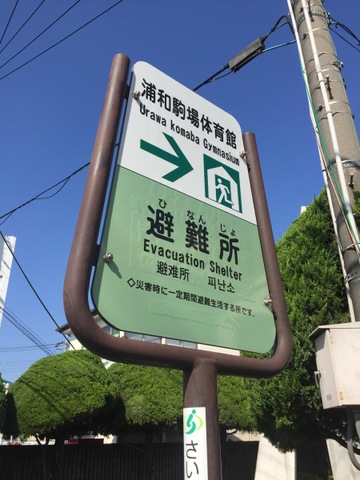 浦和駒場体育館
Urawa komaba Gymnasium
ひなんじょ
避難所
Evacuation Shelter
避难所 피난소
◇災害時に一定期間避難生活する所です。
さい